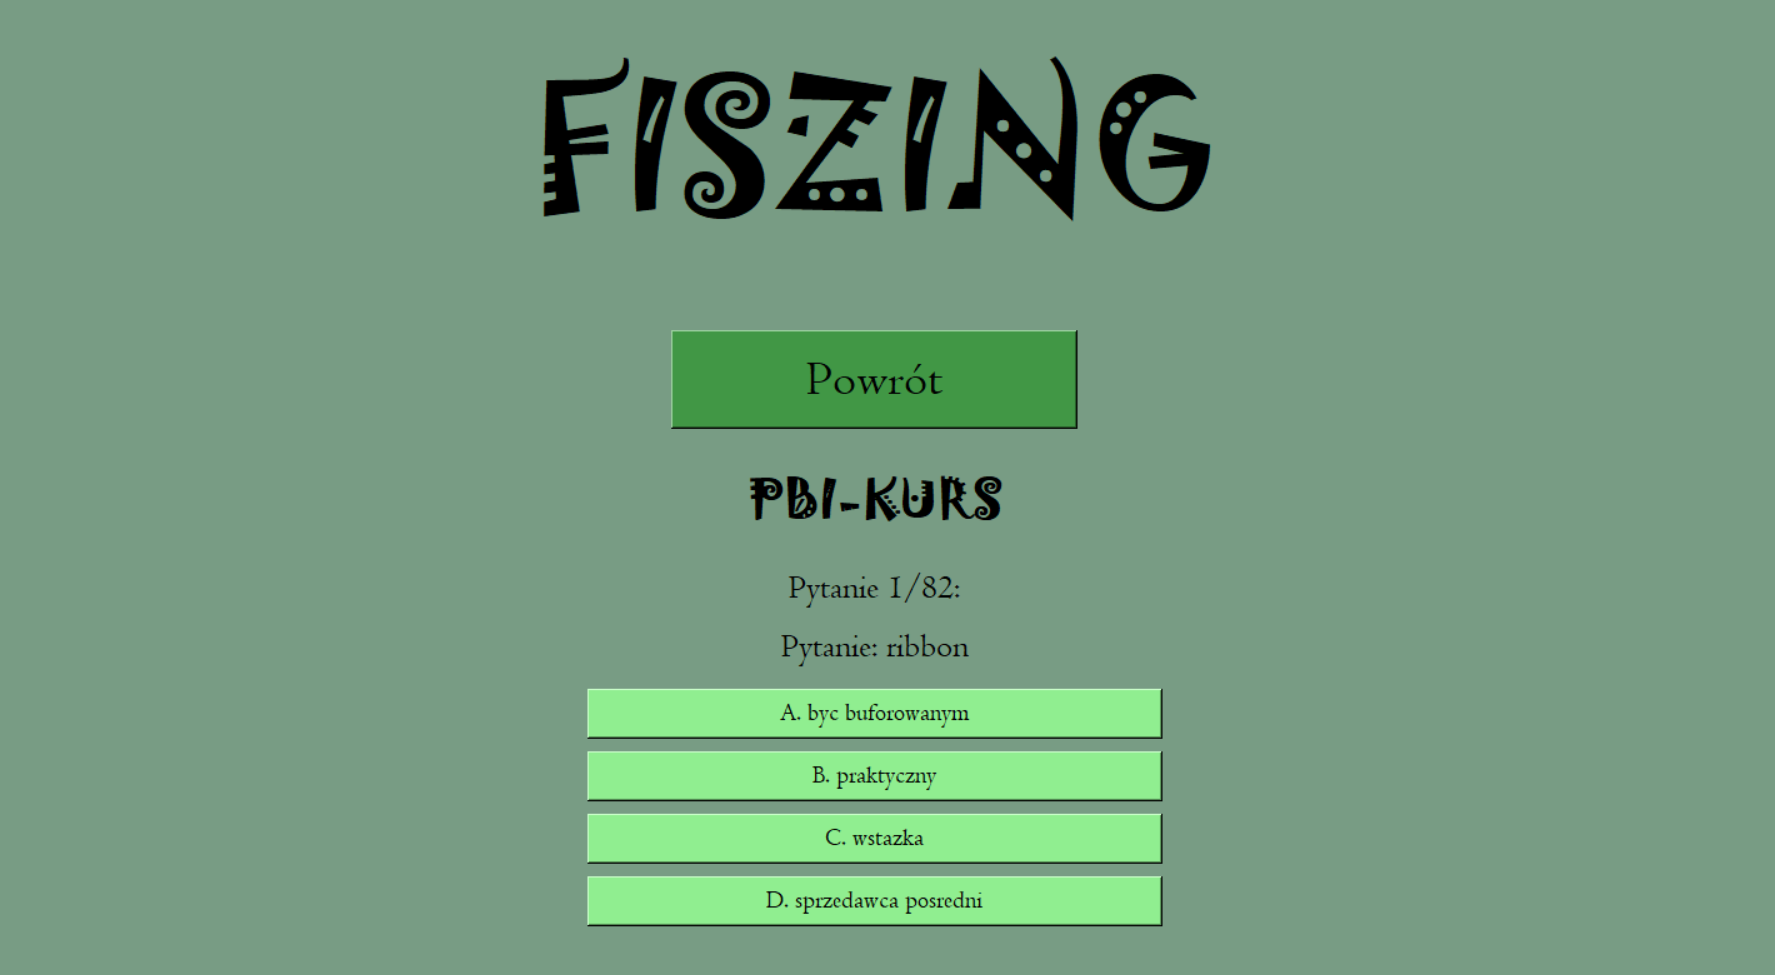 FISZING
Powrót
PBI-KURS
Pytanie 1/82:
Pytanie: ribbon
A. byc buforowanym
B. praktyczny
C. wstazka
D. sprzedawca posredni